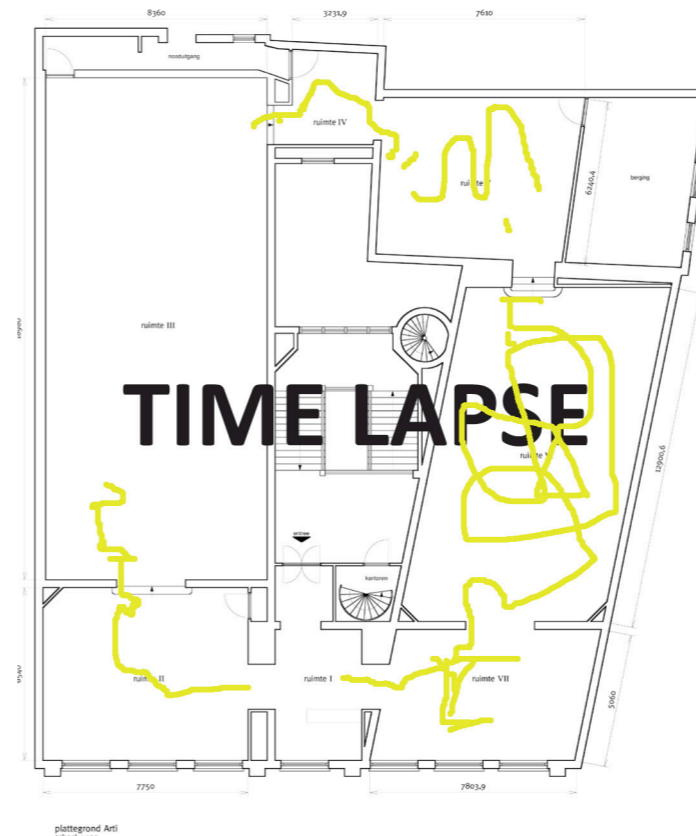 8360
3231,9
7610
nooduitgang
ruimte IV
6240,4
berging
ruimte III
TIME LAPSE
12900,6
entree
kantoren
ruimte II
ruimte I
ruimte VII
5060
7750
7803,9
plattegrond Arti